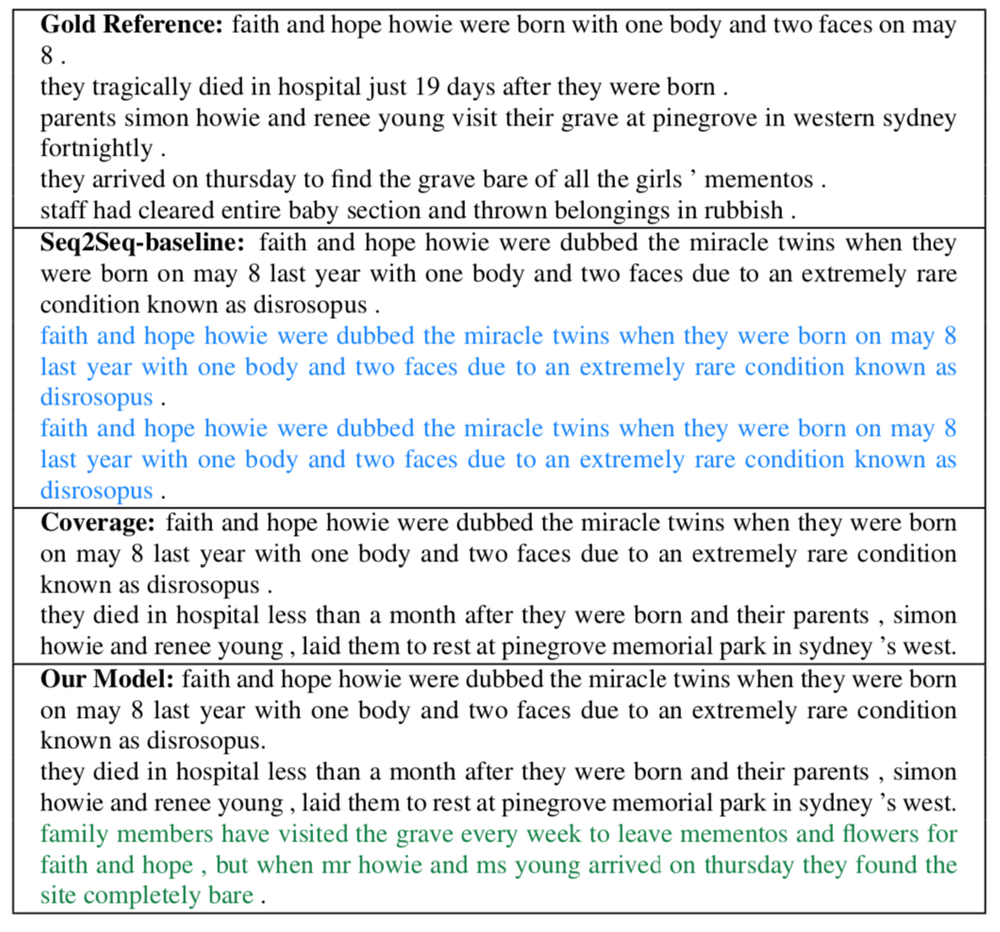 Gold Reference: faith and hope howie were born with one body and two faces on may
8 .
they tragically died in hospital just 19 days after they were born .
parents simon howie and renee young visit their grave at pinegrove in western sydney
fortnightly .
they arrived on thursday to find the grave bare of all the girls ’ mementos .
staff had cleared entire baby section and thrown belongings in rubbish .
Seq2Seq-baseline: faith and hope howie were dubbed the miracle twins when they
were born on may 8 last year with one body and two faces due to an extremely rare
condition known as disrosopus .
faith and hope howie were dubbed the miracle twins when they were born on may 8
last year with one body and two faces due to an extremely rare condition known as
disrosopus .
faith and hope howie were dubbed the miracle twins when they were born on may 8
last year with one body and two faces due to an extremely rare condition known as
disrosopus .
Coverage: faith and hope howie were dubbed the miracle twins when they were born
on may 8 last year with one body and two faces due to an extremely rare condition
known as disrosopus .
they died in hospital less than a month after they were born and their parents , simon
howie and renee young , laid them to rest at pinegrove memorial park in sydney ’s west.
Our Model: faith and hope howie were dubbed the miracle twins when they were born
on may 8 last year with one body and two faces due to an extremely rare condition
known as disrosopus.
they died in hospital less than a month after they were born and their parents , simon
howie and renee young , laid them to rest at pinegrove memorial park in sydney ’s west.
family members have visited the grave every week to leave mementos and flowers for
faith and hope , but when mr howie and ms young arrived on thursday they found the
site completely bare .